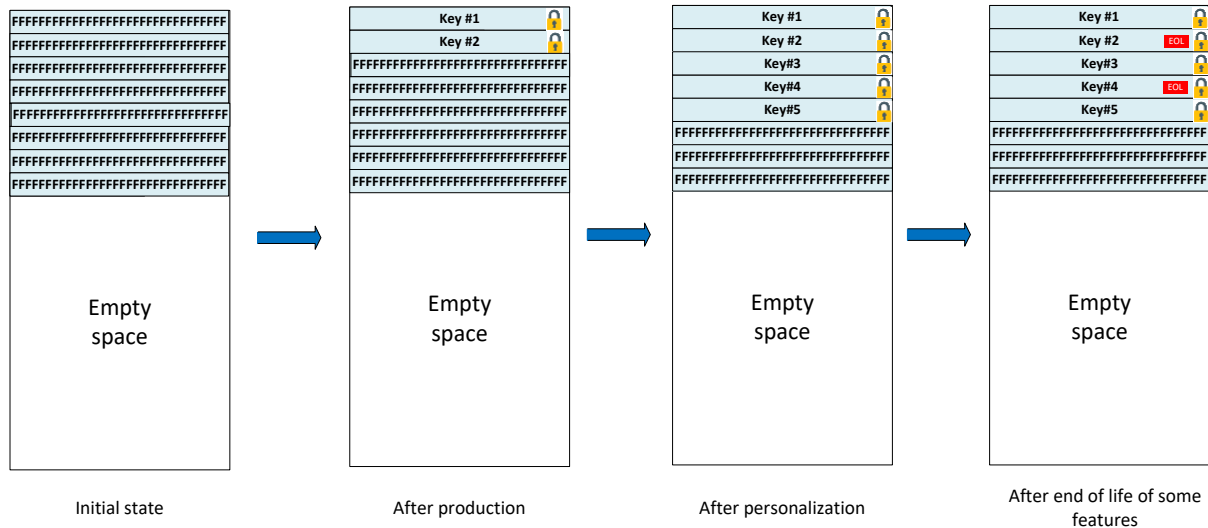 FFFFFFFFFFFFFFFFFFFFFFFFFFFFFFFF
FFFFFFFFFFFFFFFFFFFFFFFFFFFFFFFF
FFFFFFFFFFFFFFFFFFFFFFFFFFFFFFFF
FFFFFFFFFFFFFFFFFFFFFFFFFFFFFFFF
FFFFFFFFFFFFFFFFFFFFFFFFFFFFFFFF
FFFFFFFFFFFFFFFFFFFFFFFFFFFFFFFF
FFFFFFFFFFFFFFFFFFFFFFFFFFFFFFFF
FFFFFFFFFFFFFFFFFFFFFFFFFFFFFFFF
Empty
space
Initial state
Key #1
Key #2
FFFFFFFFFFFFFFFFFFFFFFFFFFFFFFFF
FFFFFFFFFFFFFFFFFFFFFFFFFFFFFFFF
FFFFFFFFFFFFFFFFFFFFFFFFFFFFFFFF
FFFFFFFFFFFFFFFFFFFFFFFFFFFFFFFF
FFFFFFFFFFFFFFFFFFFFFFFFFFFFFFFF
FFFFFFFFFFFFFFFFFFFFFFFFFFFFFFFF
Empty
space
After production
Key #1
Key #2
Key#3
Key#4
Key#5
FFFFFFFFFFFFFFFFFFFFFFFFFFFFFFFF
FFFFFFFFFFFFFFFFFFFFFFFFFFFFFFFF
FFFFFFFFFFFFFFFFFFFFFFFFFFFFFFFF
Empty
space
After personalization
Key #1
Key #2 EOL
Key#3
Key#4 EOL
Key#5
FFFFFFFFFFFFFFFFFFFFFFFFFFFFFFFF
FFFFFFFFFFFFFFFFFFFFFFFFFFFFFFFF
FFFFFFFFFFFFFFFFFFFFFFFFFFFFFFFF
Empty
space
After end of life of some
features